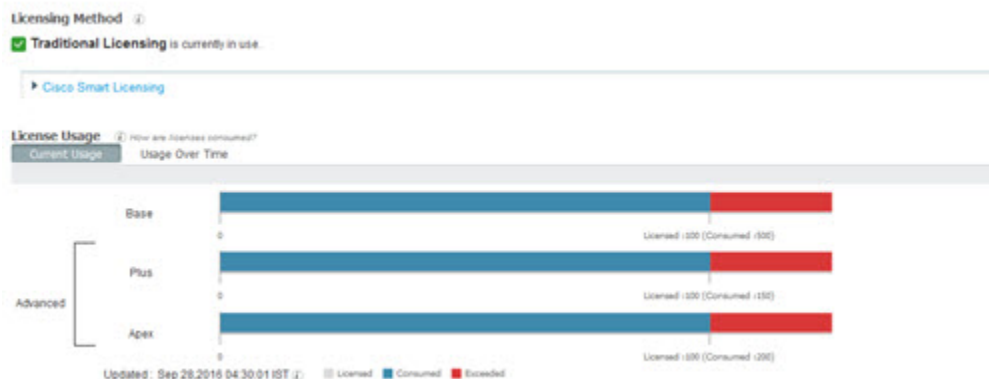 Licensing Method
Traditional Licensing is currently in use.
Cisco Smart Licensing
License Usage How are licenses consumed?
Current Usage Usage Over Time
Base
0 Licensed :100 (Consumed :500)
Advanced
Plus
0 Licensed :100 (Consumed :150)
Apex
0 Licensed :100 (Consumed :200)
Updated : Sep 28,2016 04:30:01 IST Licensed Consumed Exceeded